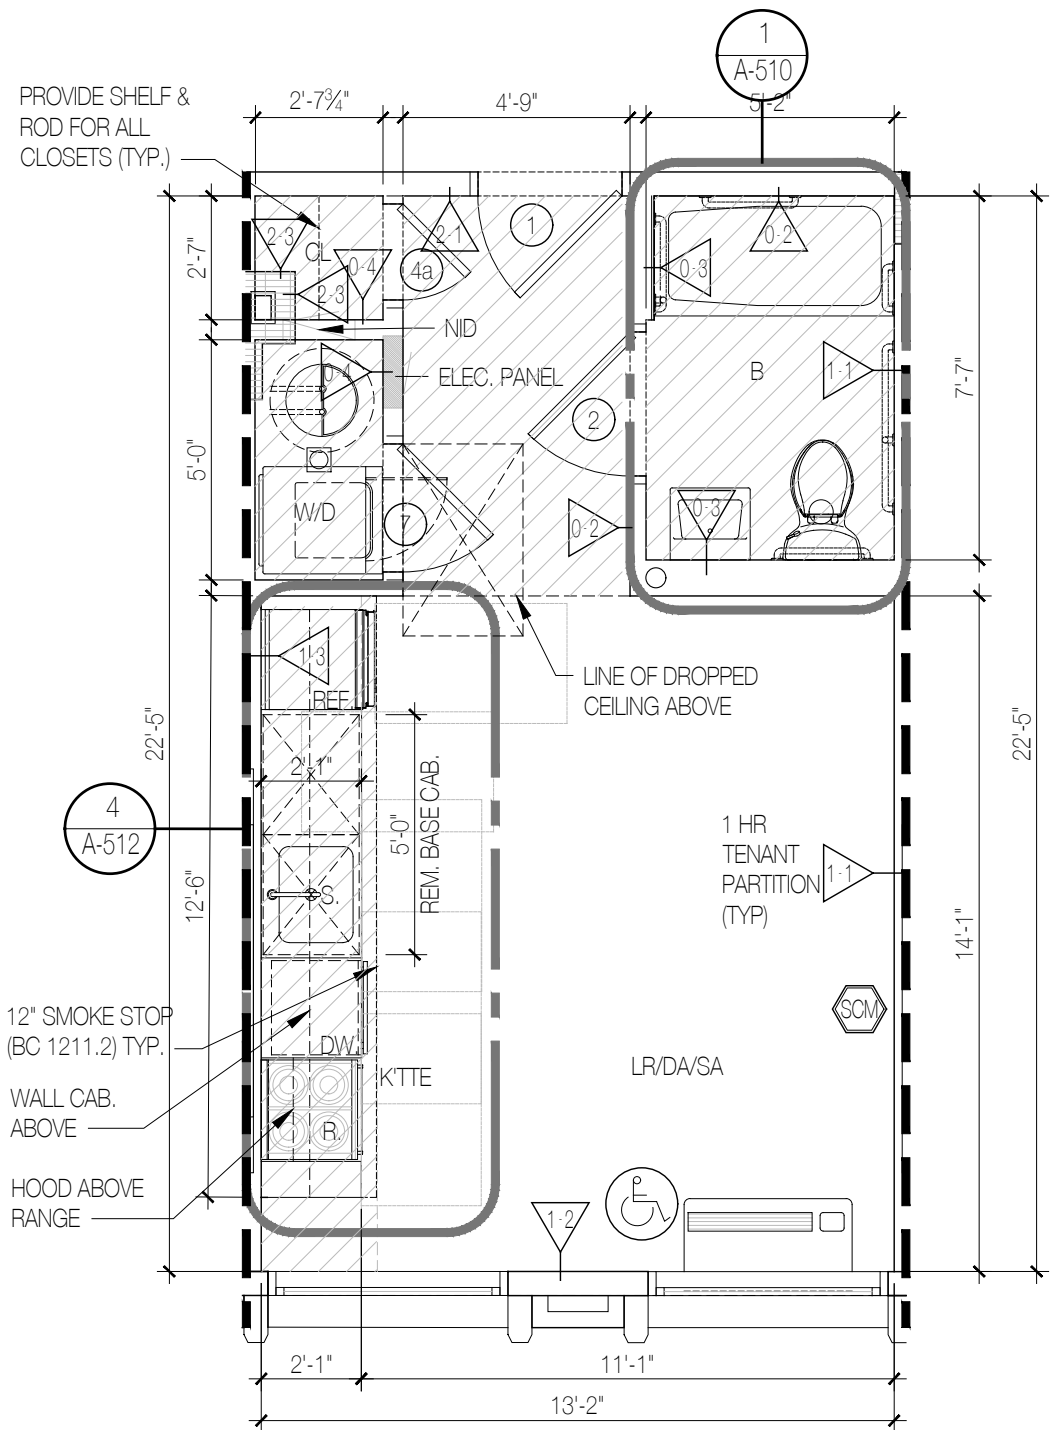 1
A-510
PROVIDE SHELF &
ROD FOR ALL
CLOSETS (TYP.)
2'-7¾"
4'-9"
5'-2"
2-3
CL
0-4
2-1
4a
1
0-2
0-3
2'-7"
2-3
NID
0-4
ELEC. PANEL
B
1-1
7'-7"
2
5'-0"
W/D
7
0-2
0-3
1-3
REF.
LINE OF DROPPED
CEILING ABOVE
22'-5"
22'-5"
2'-1"
5'-0"
REM. BASE CAB.
4
A-512
1 HR
TENANT
PARTITION
(TYP)
1-1
12'-6"
S.
14'-1"
12" SMOKE STOP
(BC 1211.2) TYP.
SCM
DW.
K'TTE
LR/DA/SA
WALL CAB.
ABOVE
R.
HOOD ABOVE
RANGE
1-2
2'-1"
11'-1"
13'-2"